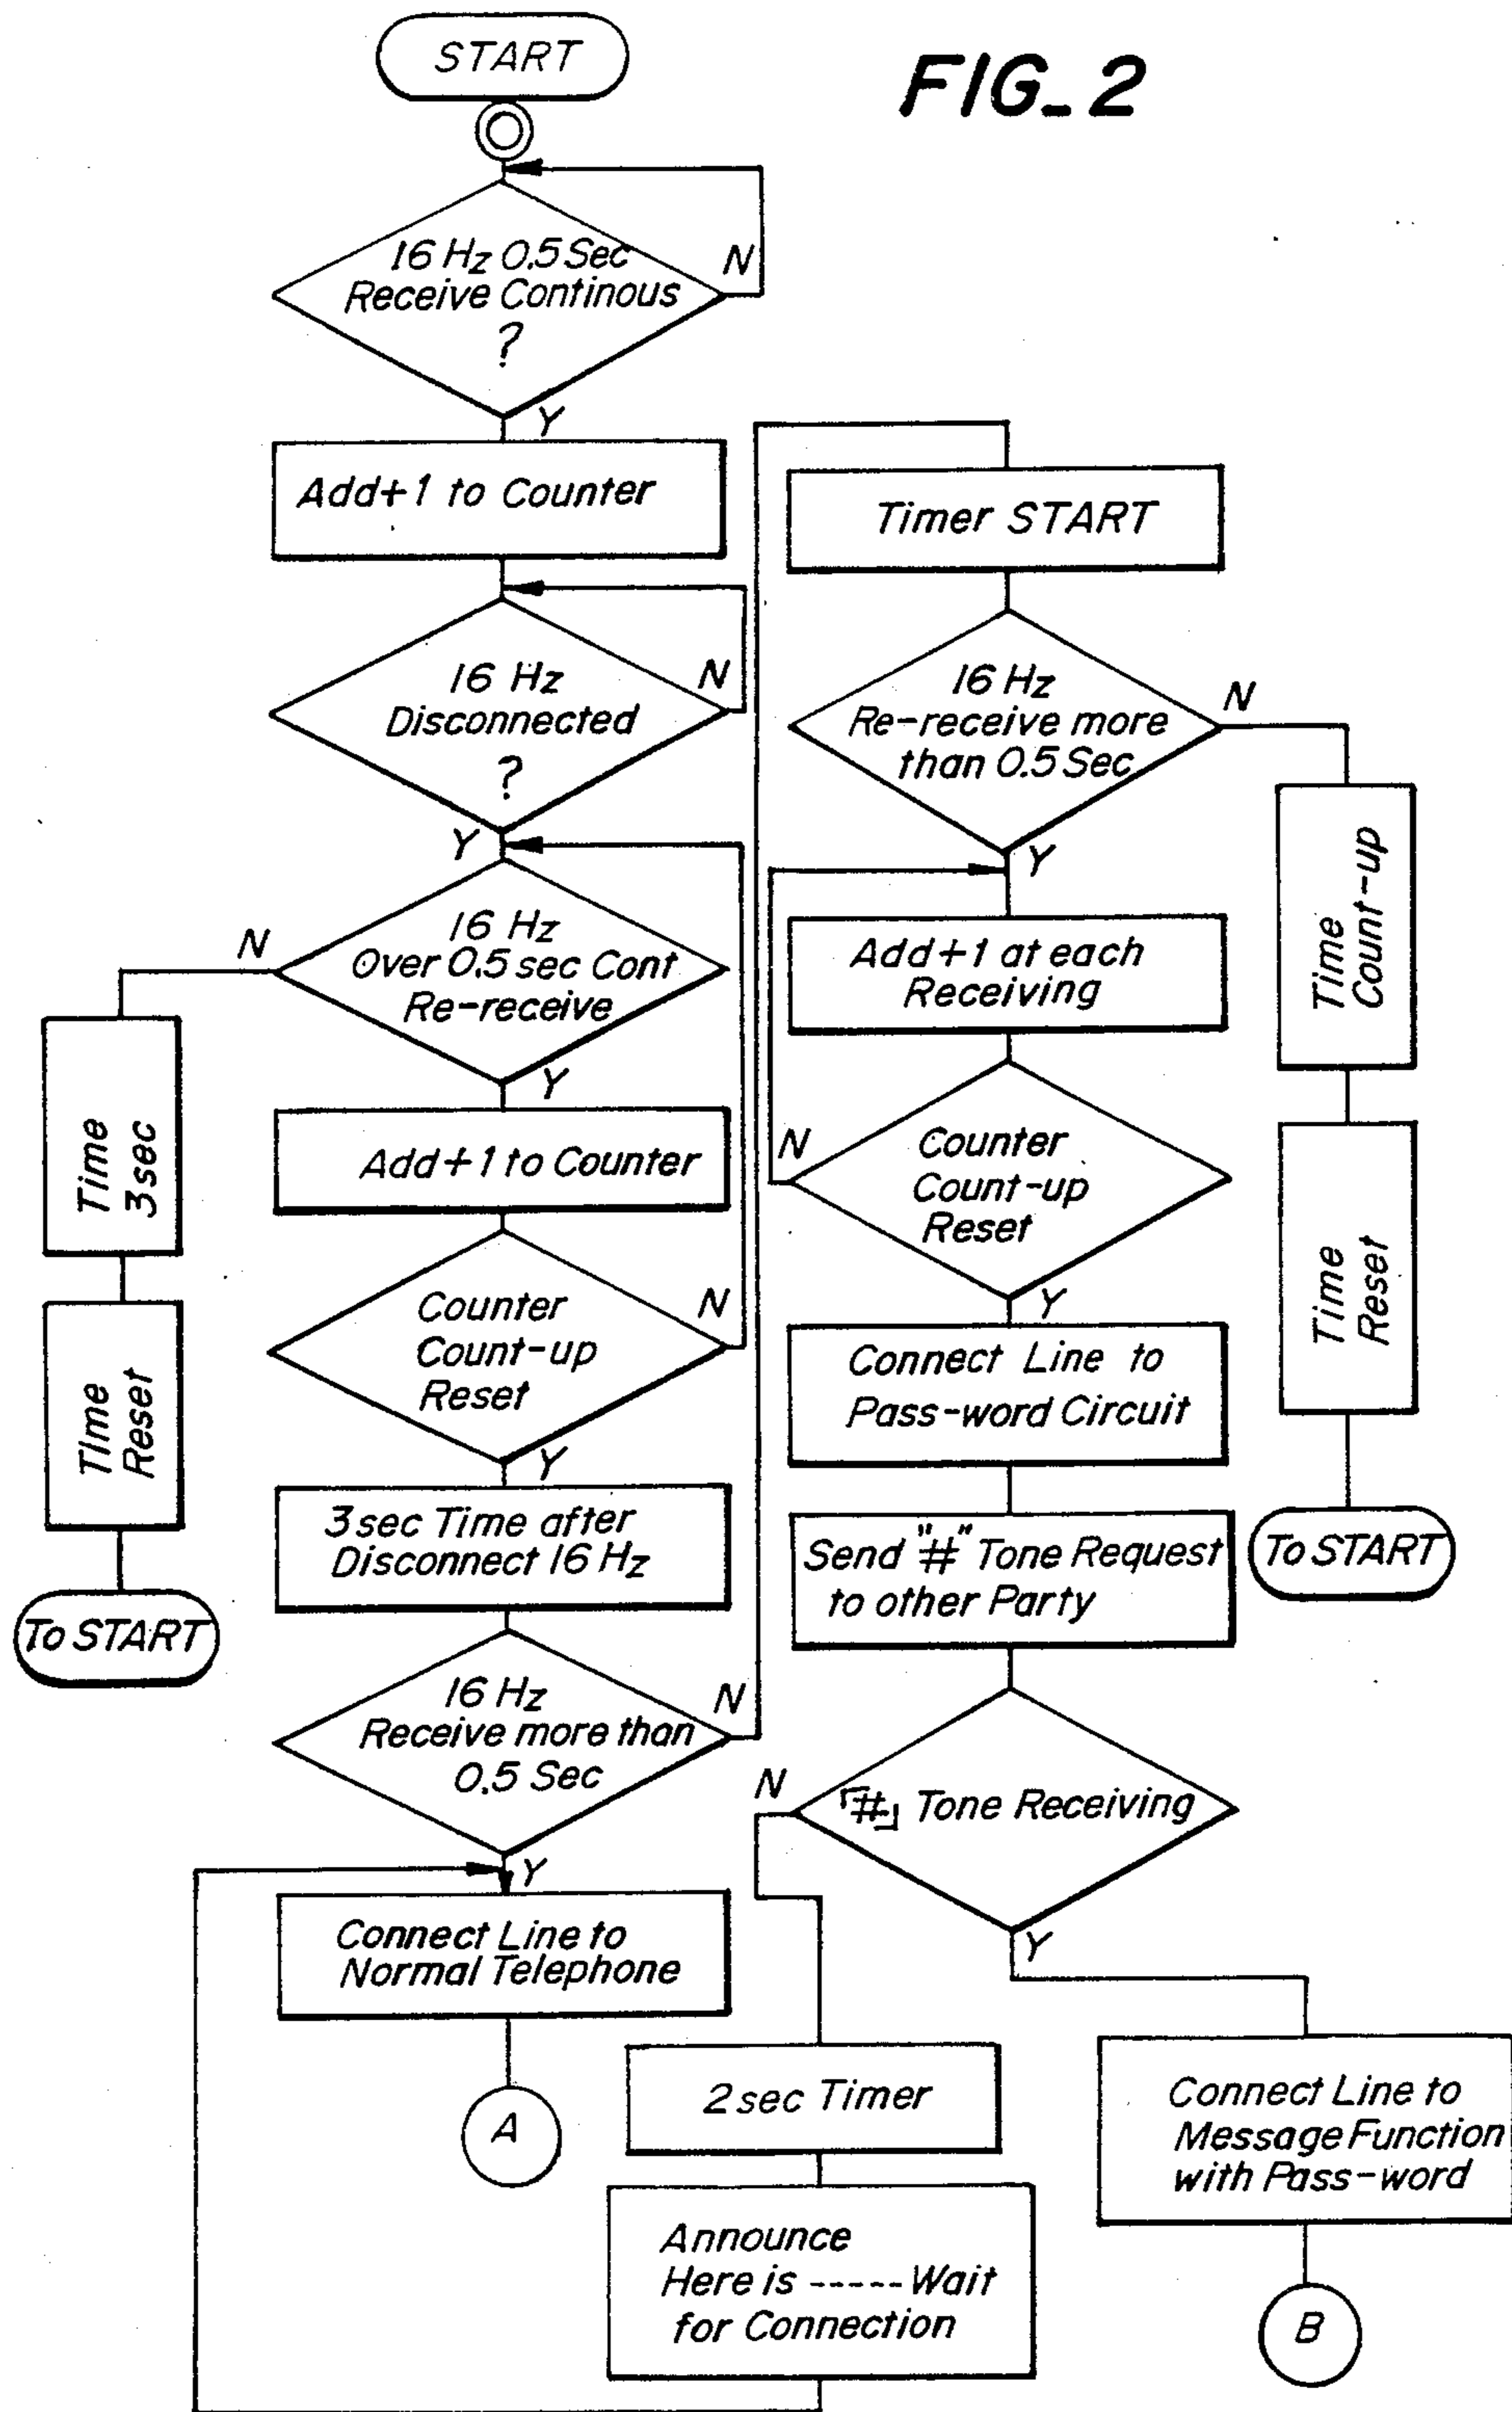 START
FIG_2
16 Hz 0.5 Sec
Receive Continous
?
N
Y
Add+1 to Counter
16 Hz
Disconnected
?
N
Y
16 Hz
Over 0.5 sec Cont
Re-receive
N
Y
Time
3sec
TIme
Reset
To START
Add+1 to Counter
Counter
Count-up
Reset
N
Y
3sec Time after
Disconnect 16 Hz
16 Hz
Receive more than
0.5 Sec
N
Y
Connect Line to
Normal Telephone
A
Timer START
16 Hz
Re-receive more
than 0.5 Sec
N
Y
Time
Count-up
Time
Reset
To START
Add+1 at each
Receiving
Counter
Count-up
Reset
N
Y
Connect Line to
Pass-word Circuit
Send "#" Tone Request
to other Party
「#」 Tone Receiving
N
Y
2sec Timer
Announce
Here is ----- Wait
for Connection
Connect Line to
Message Function
with Pass-word
B